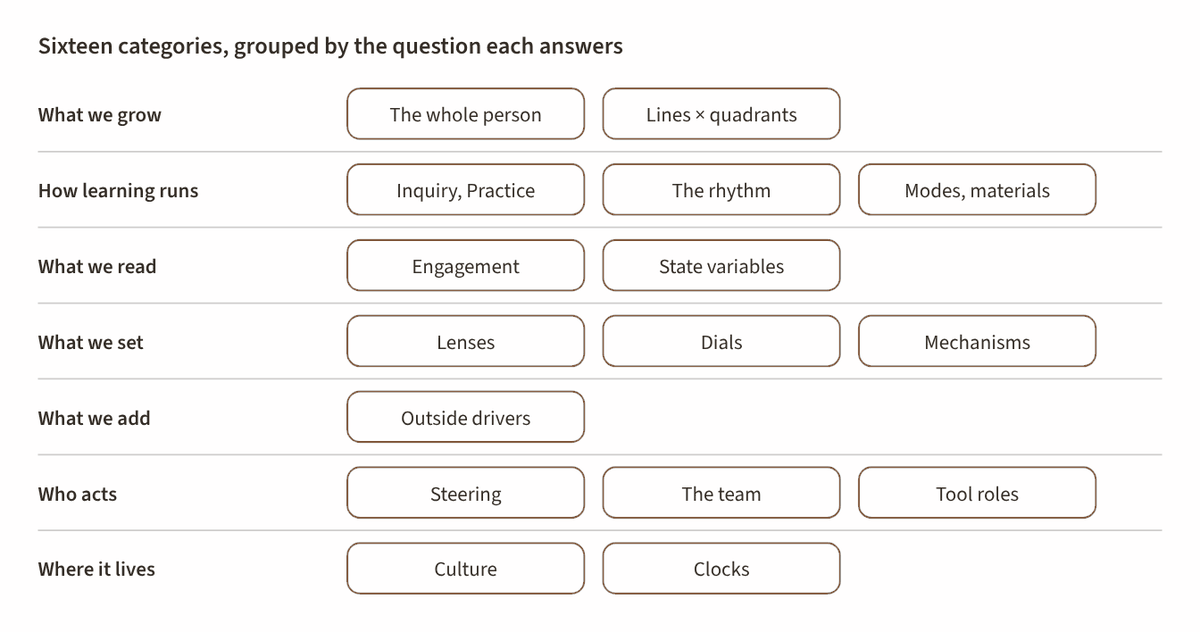 Sixteen categories, grouped by the question each answers
What we grow
The whole person
Lines × quadrants
How learning runs
Inquiry, Practice
The rhythm
Modes, materials
What we read
Engagement
State variables
What we set
Lenses
Dials
Mechanisms
What we add
Outside drivers
Who acts
Steering
The team
Tool roles
Where it lives
Culture
Clocks